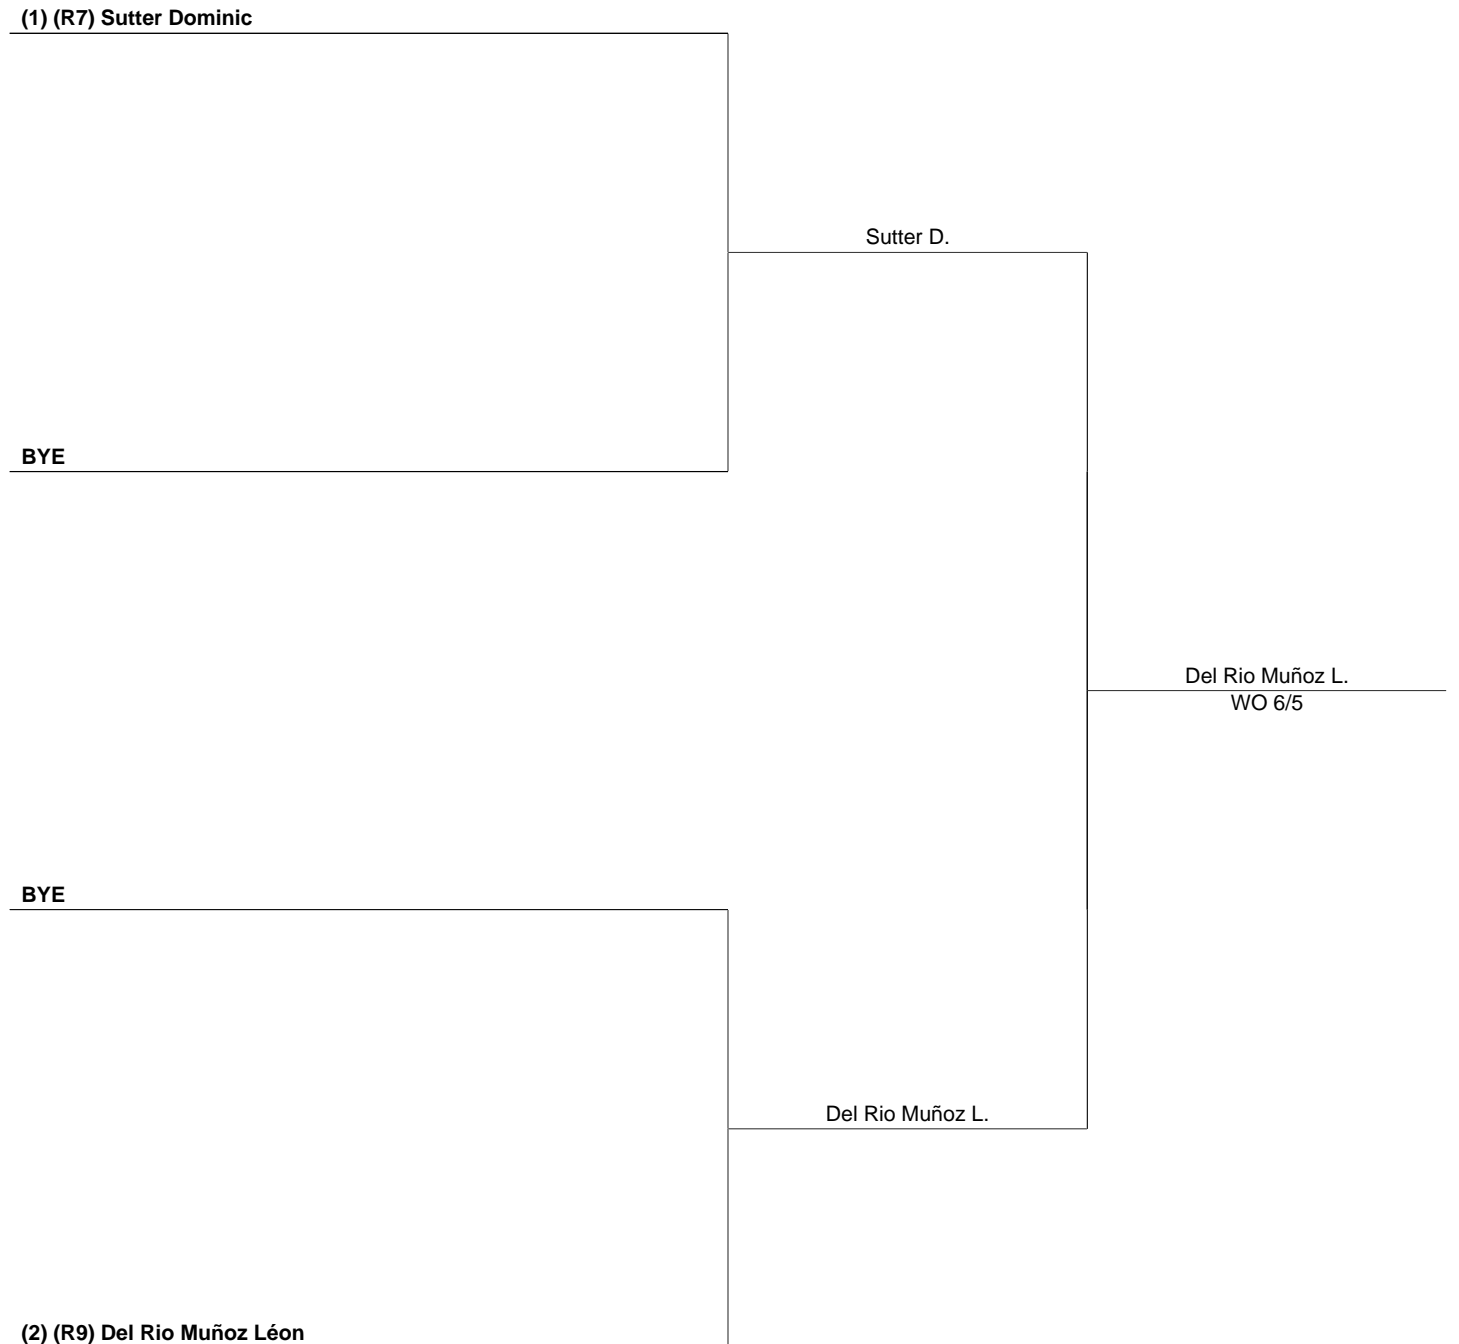 (1) (R7) Sutter Dominic
Sutter D.
BYE
Del Rio Muñoz L.
WO 6/5
BYE
Del Rio Muñoz L.
(2) (R9) Del Rio Muñoz Léon